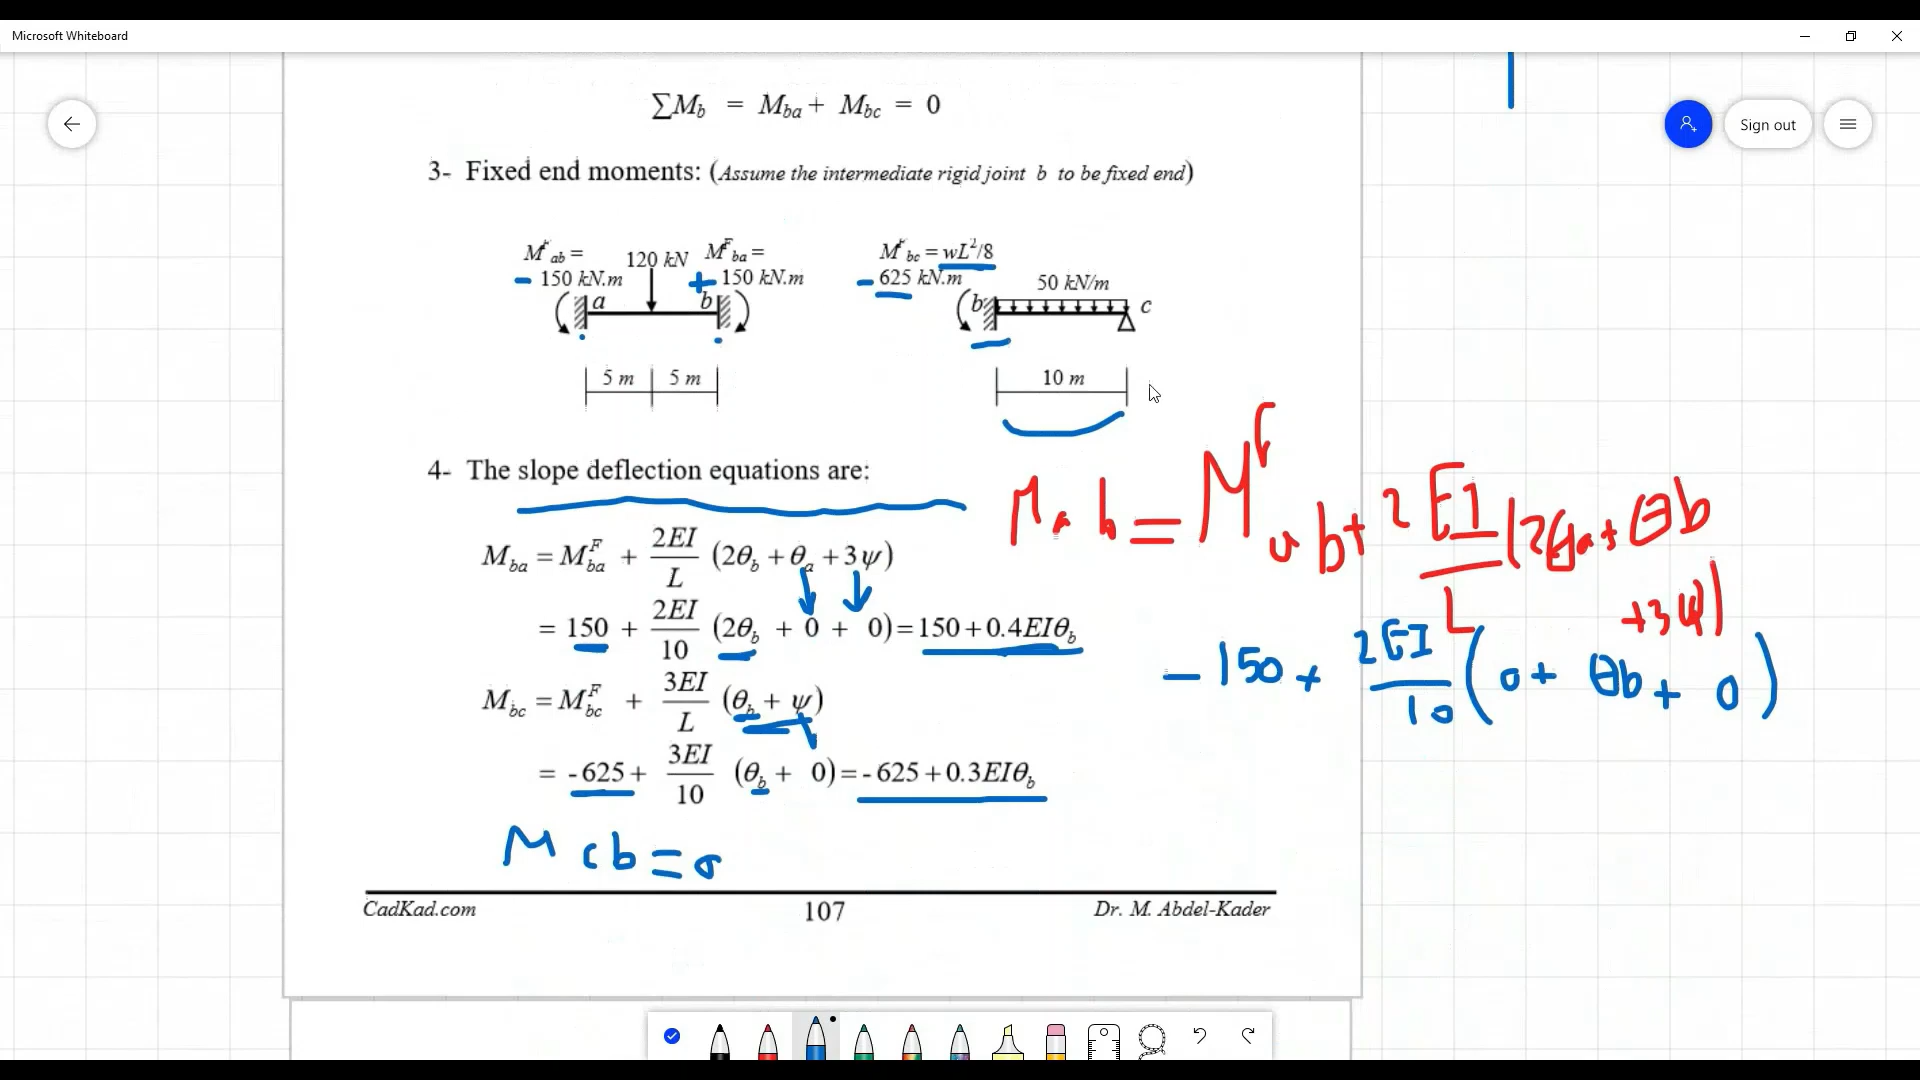 Microsoft Whiteboard
∑M_b = M_ba + M_bc = 0
Sign out
3- Fixed end moments: (Assume the intermediate rigid joint b to be fixed end)
M^F_ab = 120 kN M^F_ba = M^F_bc = wL²/8
- 150 kN.m + 150 kN.m - 625 kN.m 50 kN/m
a b b c
5 m 5 m 10 m
4- The slope deflection equations are:
M_ab = M^F_ab + 2EI/L (2θa + θb + 3ψ)
M_ba = M^F_ba + 2EI/L (2θ_b + θ_a + 3ψ)
= 150 + 2EI/10 (2θ_b + 0 + 0) = 150 + 0.4EIθ_b
- 150 + 2EI/10 (0 + θb + 0)
M_bc = M^F_bc + 3EI/L (θ_b + ψ)
= -625 + 3EI/10 (θ_b + 0) = - 625 + 0.3EIθ_b
M cb = 0
CadKad.com 107 Dr. M. Abdel-Kader